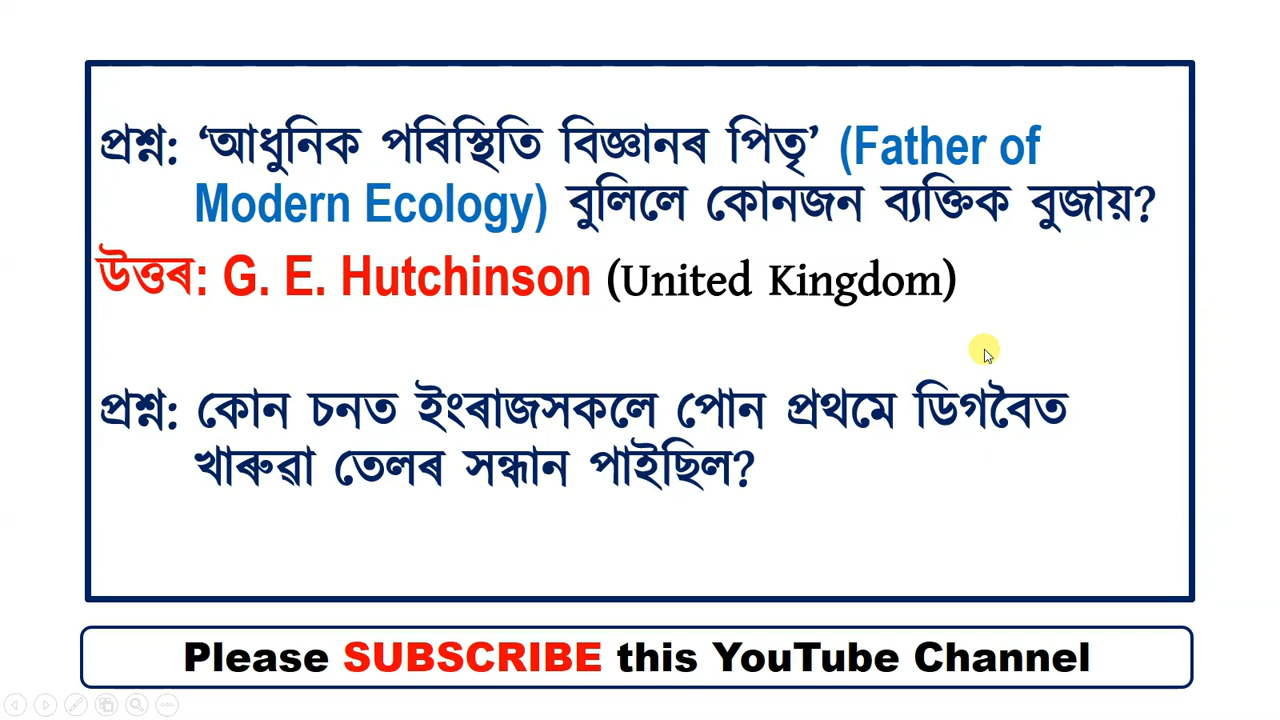 প্ৰশ্ন: ‘আধুনিক পৰিস্থিতি বিজ্ঞানৰ পিতৃ’ (Father of
Modern Ecology) বুলিলে কোনজন ব্যক্তিক বুজায়?
উত্তৰ: G. E. Hutchinson (United Kingdom)
প্ৰশ্ন: কোন চনত ইংৰাজসকলে পোন প্ৰথমে ডিগবৈত
খাৰুৱা তেলৰ সন্ধান পাইছিল?
Please SUBSCRIBE this YouTube Channel